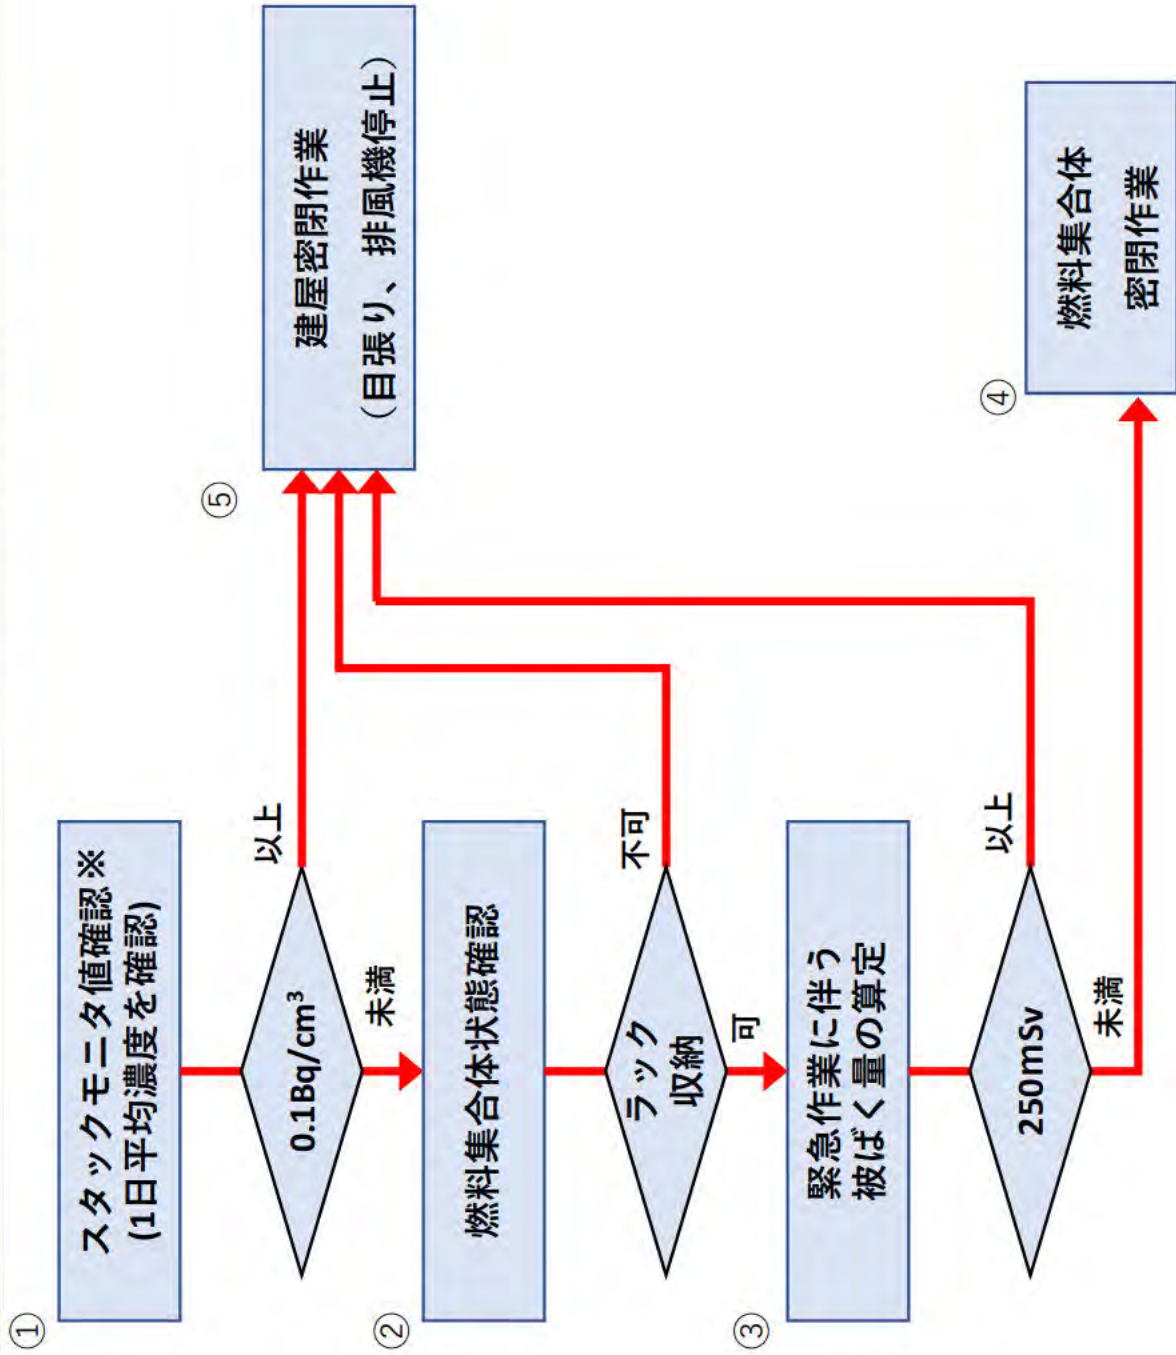 ①
スタックモニタ値確認※
(1日平均濃度を確認)
0.1Bq/cm³
以上
未満
②
燃料集合体状態確認
ラック
収納
不可
可
③
緊急作業に伴う
被ばく量の算定
250mSv
以上
未満
④
燃料集合体
密閉作業
⑤
建屋密閉作業
（目張り、排風機停止）